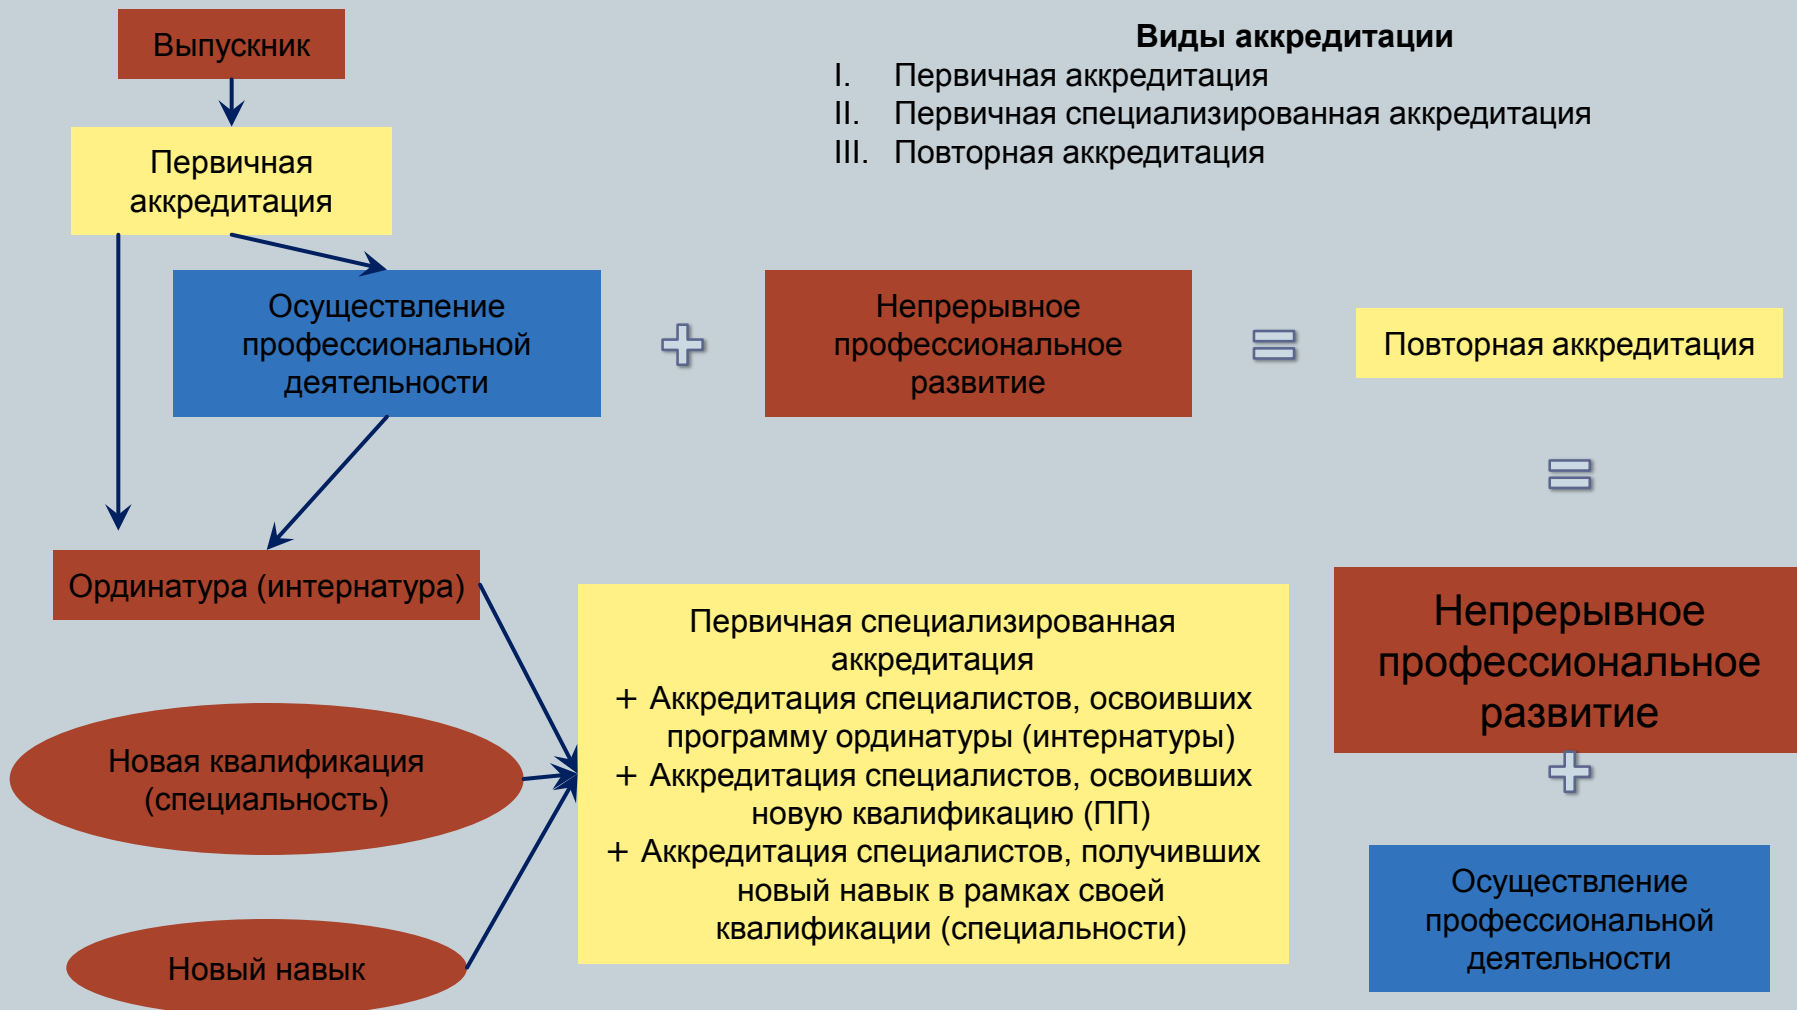 Выпускник
Виды аккредитации
I. Первичная аккредитация
II. Первичная специализированная аккредитация
III. Повторная аккредитация
Первичная
аккредитация
Осуществление
профессиональной
деятельности
Непрерывное
профессиональное
развитие
Повторная аккредитация
Ординатура (интернатура)
Новая квалификация
(специальность)
Новый навык
Первичная специализированная
аккредитация
+ Аккредитация специалистов, освоивших
программу ординатуры (интернатуры)
+ Аккредитация специалистов, освоивших
новую квалификацию (ПП)
+ Аккредитация специалистов, получивших
новый навык в рамках своей
квалификации (специальности)
Непрерывное
профессиональное
развитие
Осуществление
профессиональной
деятельности